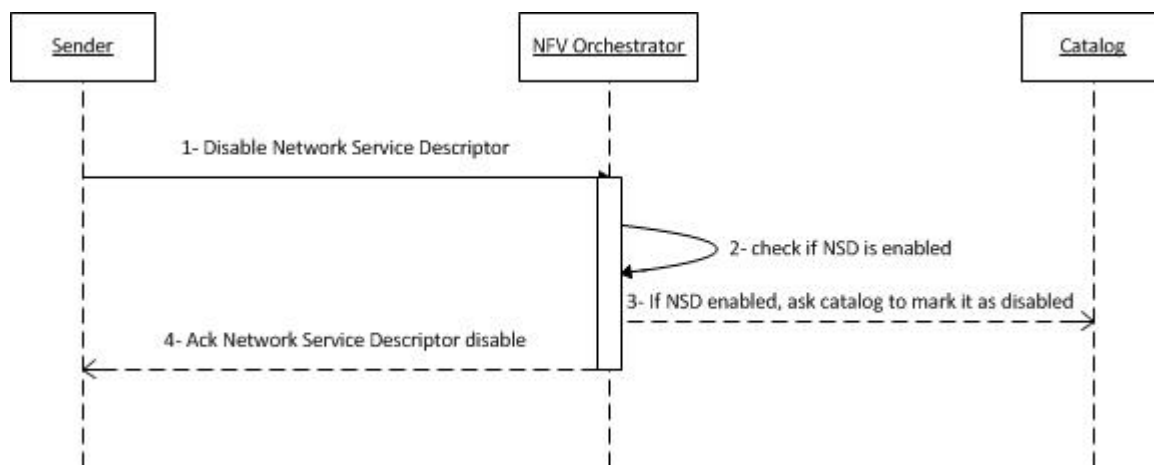 Sender
NFV Orchestrator
Catalog
1- Disable Network Service Descriptor
2- check if NSD is enabled
3- If NSD enabled, ask catalog to mark it as disabled
4- Ack Network Service Descriptor disable